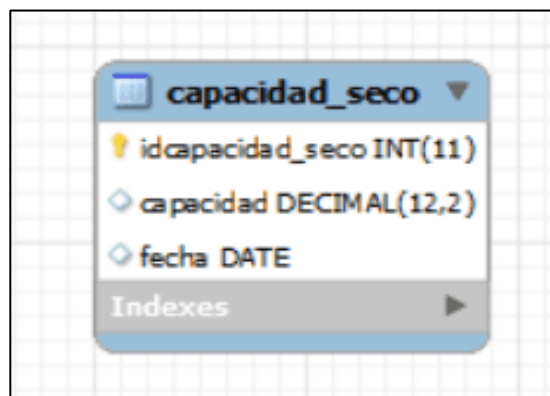 capacidad_seco
idcapacidad_seco INT(11)
capacidad DECIMAL(12,2)
fecha DATE
Indexes